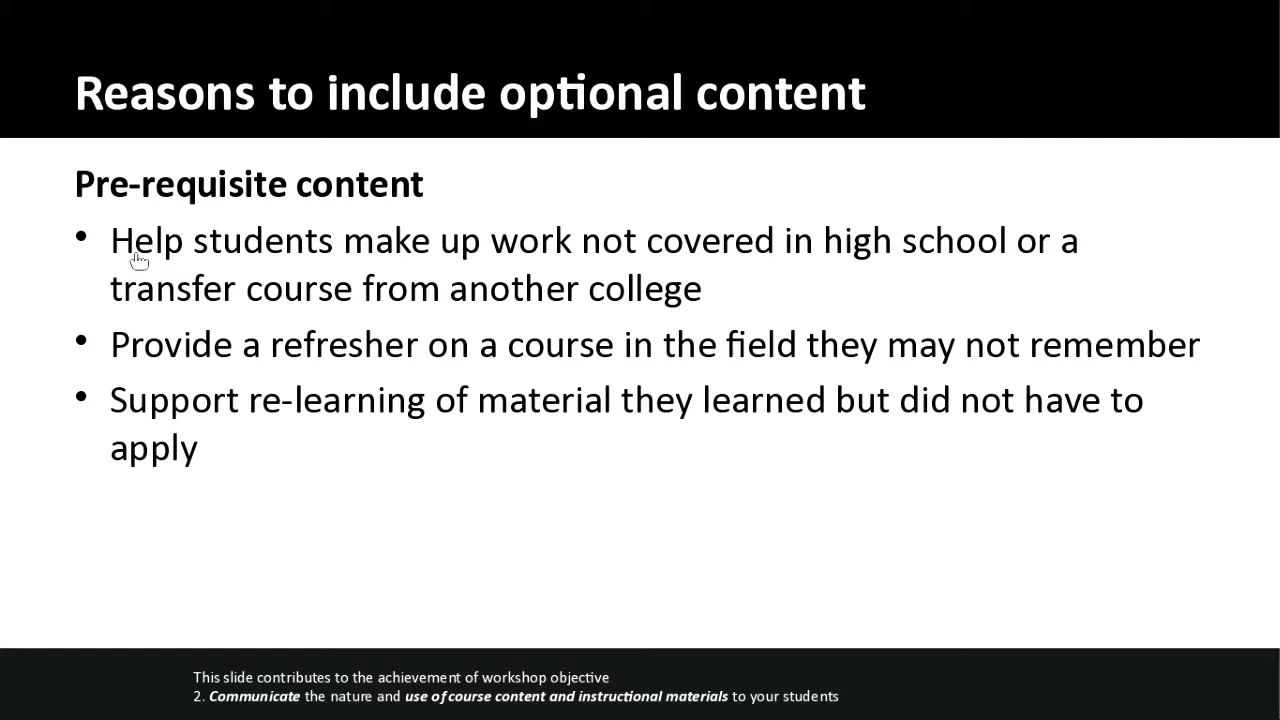 Reasons to include optional content
Pre-requisite content
• Help students make up work not covered in high school or a
transfer course from another college
• Provide a refresher on a course in the field they may not remember
• Support re-learning of material they learned but did not have to
apply
This slide contributes to the achievement of workshop objective
2. Communicate the nature and use of course content and instructional materials to your students